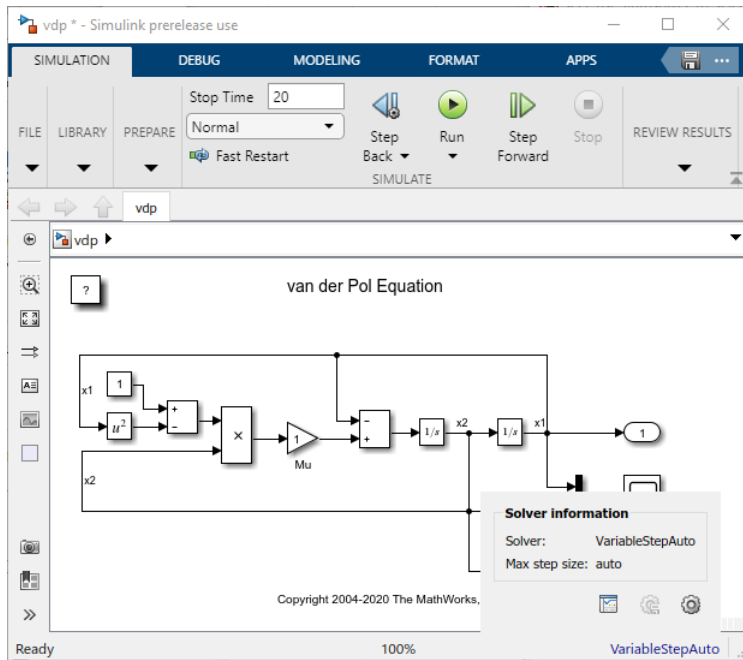 vdp * - Simulink prerelease use
SIMULATION DEBUG MODELING FORMAT APPS
Stop Time 20
Normal
Fast Restart
FILE LIBRARY PREPARE
Step Back
Run
Step Forward
Stop
REVIEW RESULTS
SIMULATE
vdp
vdp
?
van der Pol Equation
x1
1
+
−
u²
×
1
Mu
−
+
1/s
x2
1/s
x1
1
x2
Solver information
Solver: VariableStepAuto
Max step size: auto
Copyright 2004-2020 The MathWorks,
Ready 100% VariableStepAuto